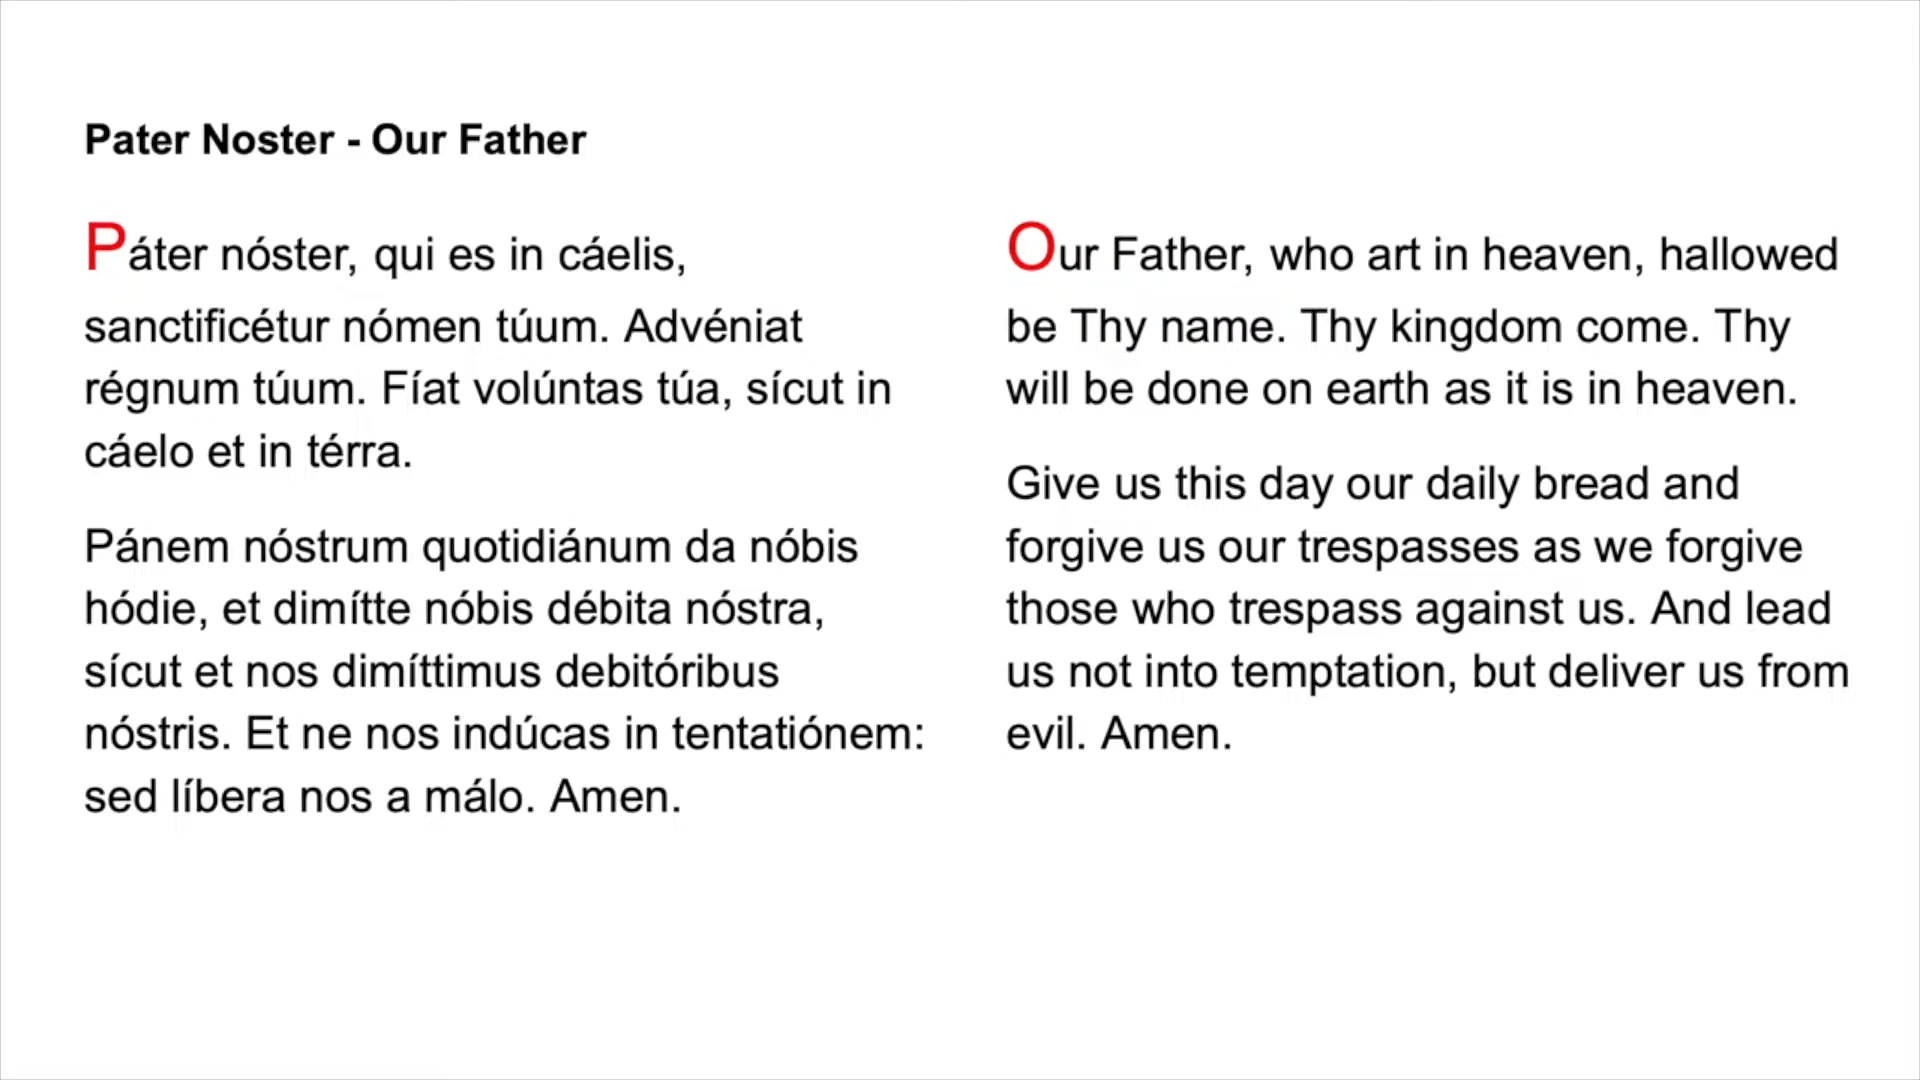 Pater Noster - Our Father
Páter nóster, qui es in cáelis,
sanctificétur nómen túum. Advéniat
régnum túum. Fíat volúntas túa, sícut in
cáelo et in térra.
Pánem nóstrum quotidiánum da nóbis
hódie, et dimítte nóbis débita nóstra,
sícut et nos dimíttimus debitóribus
nóstris. Et ne nos indúcas in tentatiónem:
sed líbera nos a málo. Amen.
Our Father, who art in heaven, hallowed
be Thy name. Thy kingdom come. Thy
will be done on earth as it is in heaven.
Give us this day our daily bread and
forgive us our trespasses as we forgive
those who trespass against us. And lead
us not into temptation, but deliver us from
evil. Amen.